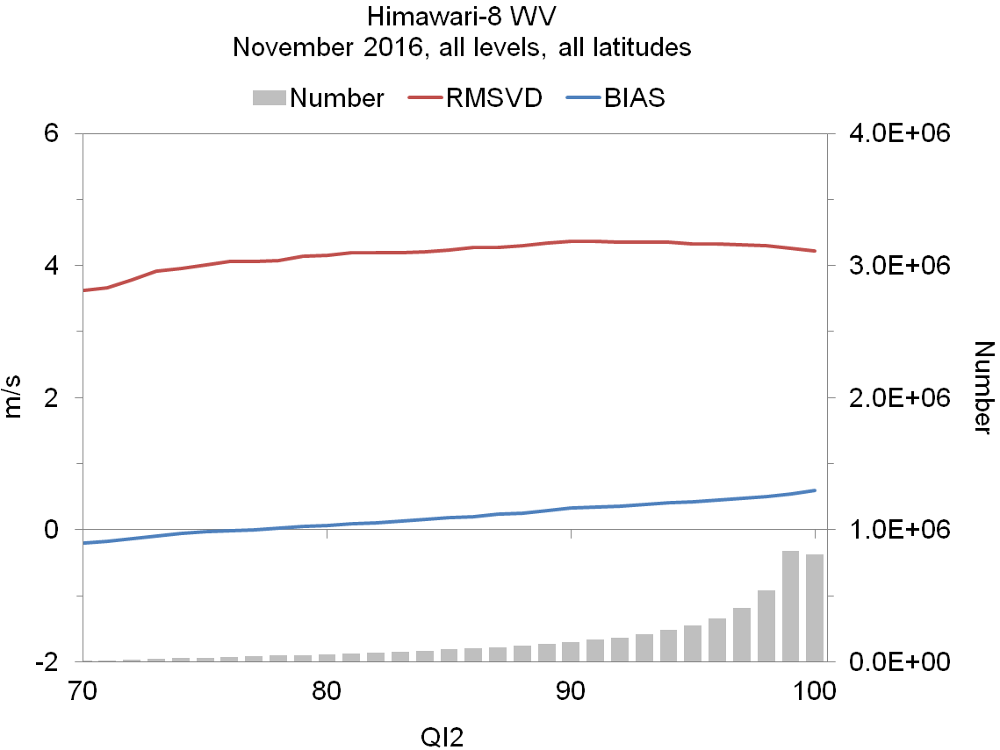 Himawari-8 WV
November 2016, all levels, all latitudes
Number RMSVD BIAS
6 4.0E+06
4 3.0E+06
2 2.0E+06
0 1.0E+06
-2 0.0E+00
m/s
Number
70 80 90 100
QI2